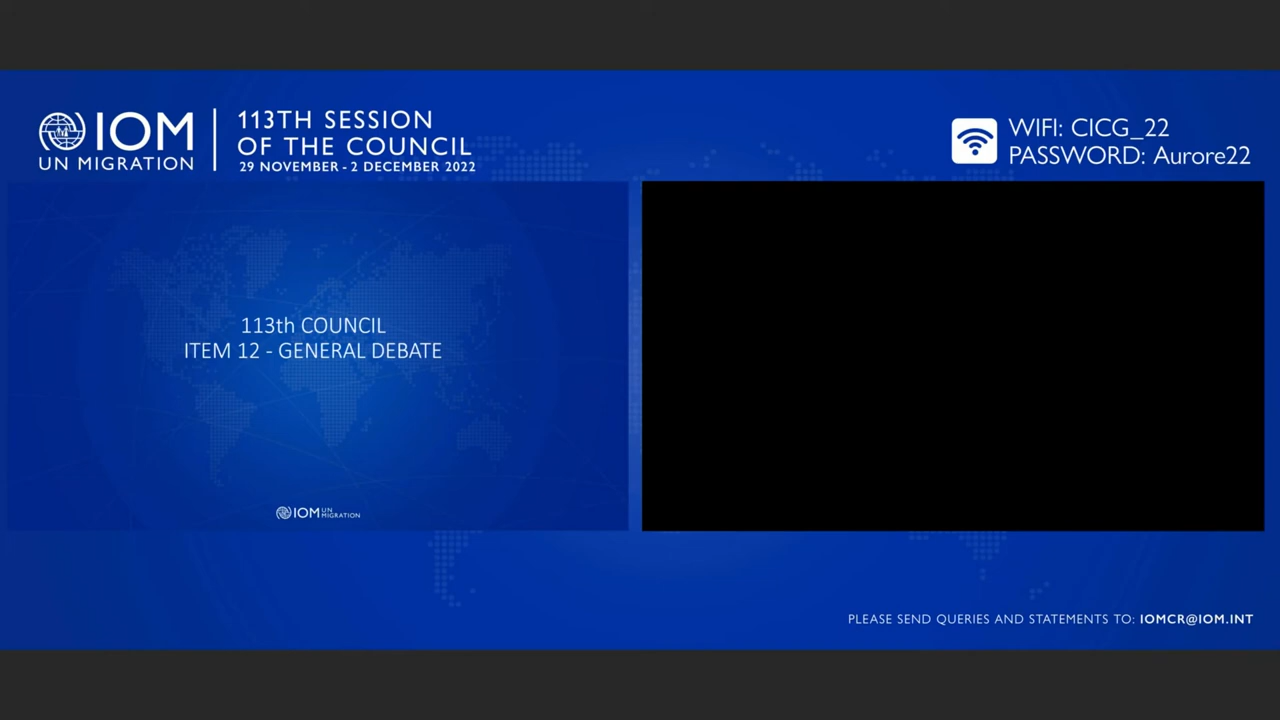 IOM
UN MIGRATION
113TH SESSION
OF THE COUNCIL
29 NOVEMBER - 2 DECEMBER 2022
WIFI: CICG_22
PASSWORD: Aurore22
113th COUNCIL
ITEM 12 - GENERAL DEBATE
IOM UN MIGRATION
PLEASE SEND QUERIES AND STATEMENTS TO: IOMCR@IOM.INT